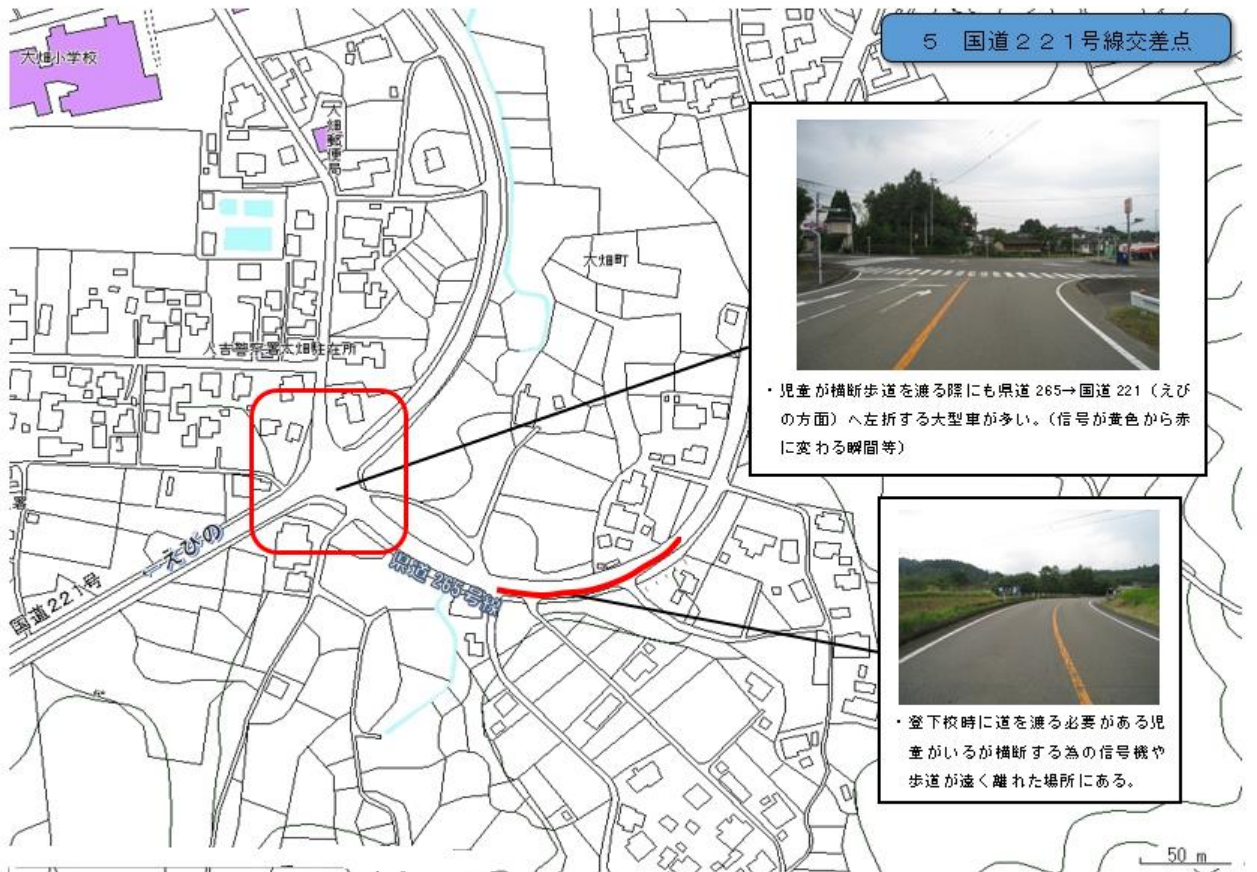 5 国道221号線交差点
大畑小学校
大畑郵便局
大畑町
人吉警察署大畑駐在所
・児童が横断歩道を渡る際にも県道265→国道221（えび
の方面）へ左折する大型車が多い。（信号が黄色から赤
に変わる瞬間等）
署
←えびの
国道221号
県道265号線
・登下校時に道を渡る必要がある児
童がいるが横断する為の信号機や
歩道が遠く離れた場所にある。
50 m